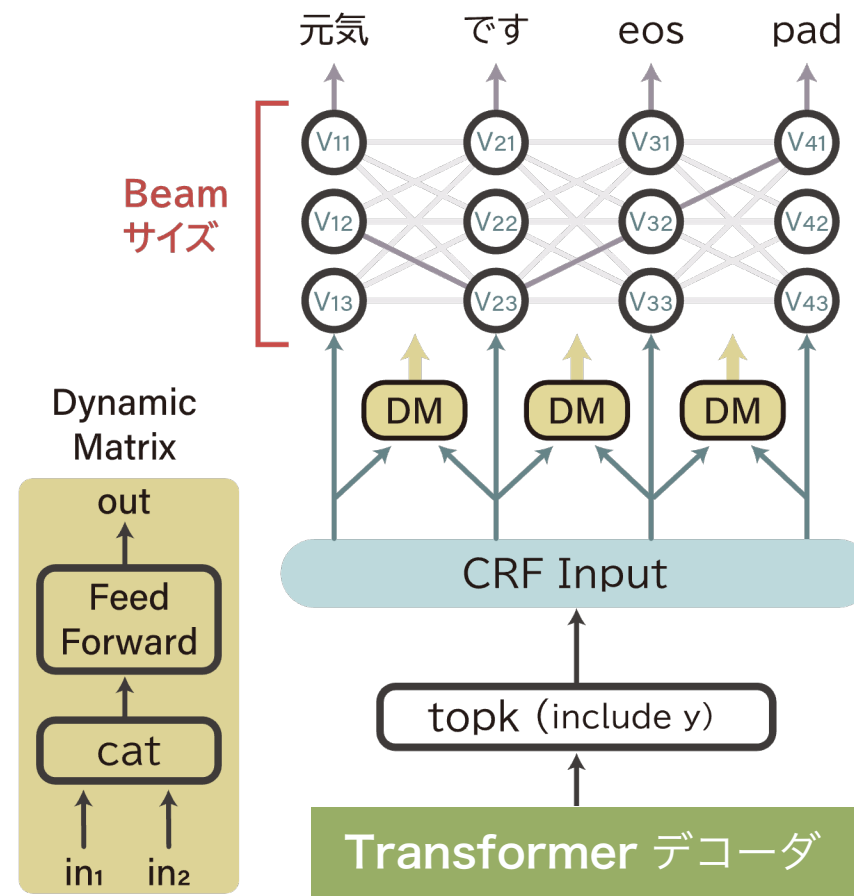 元気 です eos pad
V11 V21 V31 V41
Beam
サイズ
V12 V22 V32 V42
V13 V23 V33 V43
DM DM DM
Dynamic
Matrix
out
Feed
Forward
cat
in1 in2
CRF Input
topk (include y)
Transformer デコーダ